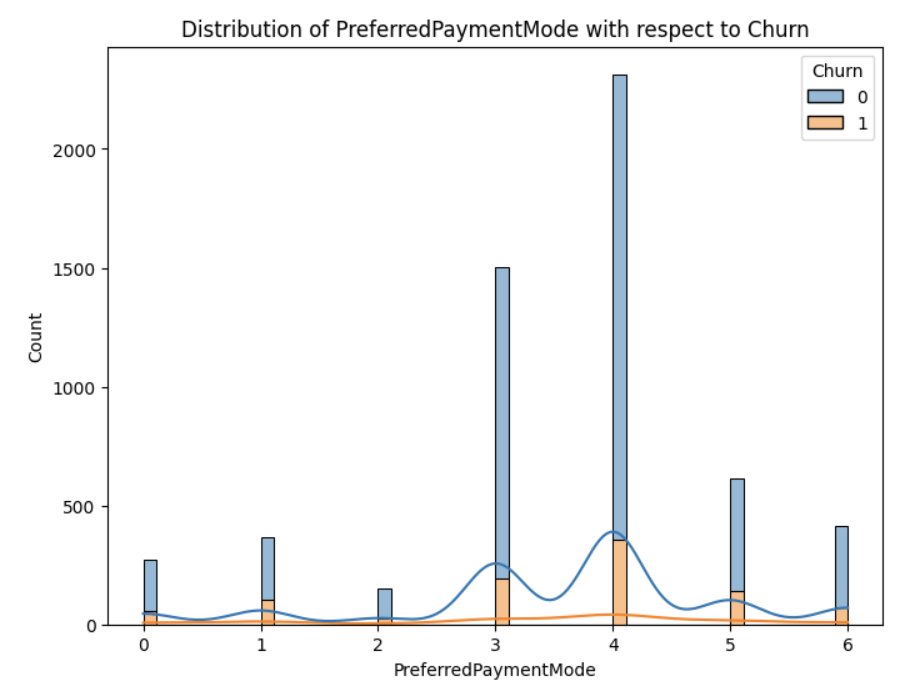 Distribution of PreferredPaymentMode with respect to Churn
Churn
0
1
2000
1500
1000
500
0
Count
0 1 2 3 4 5 6
PreferredPaymentMode